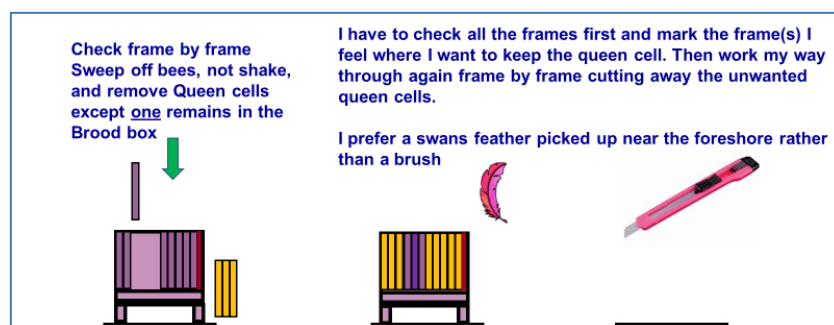 Check frame by frame
Sweep off bees, not shake,
and remove Queen cells
except one remains in the
Brood box
I have to check all the frames first and mark the frame(s) I
feel where I want to keep the queen cell. Then work my way
through again frame by frame cutting away the unwanted
queen cells.
I prefer a swans feather picked up near the foreshore rather
than a brush